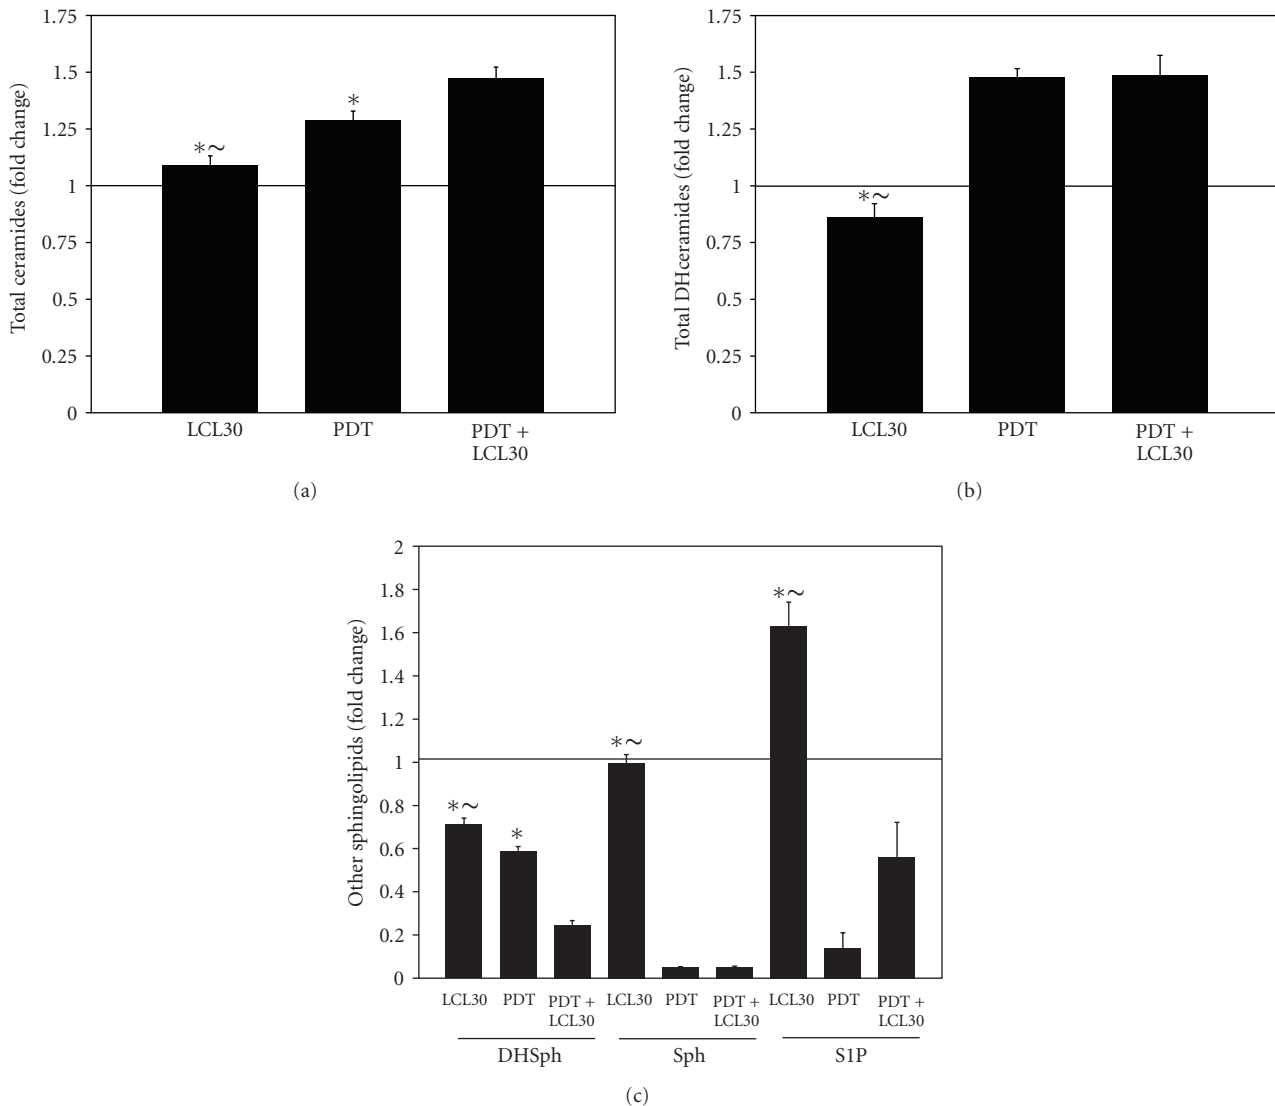 Total ceramides (fold change)
1.75
1.5
1.25
1
0.75
0.5
0.25
0
*~
*
LCL30
PDT
PDT +
LCL30
(a)
Total DHceramides (fold change)
1.75
1.5
1.25
1
0.75
0.5
0.25
0
*~
LCL30
PDT
PDT +
LCL30
(b)
Other sphingolipids (fold change)
2
1.8
1.6
1.4
1.2
1
0.8
0.6
0.4
0.2
0
*~
*
*~
*~
LCL30
PDT
PDT +
LCL30
LCL30
PDT
PDT +
LCL30
LCL30
PDT
PDT +
LCL30
DHSph
Sph
S1P
(c)